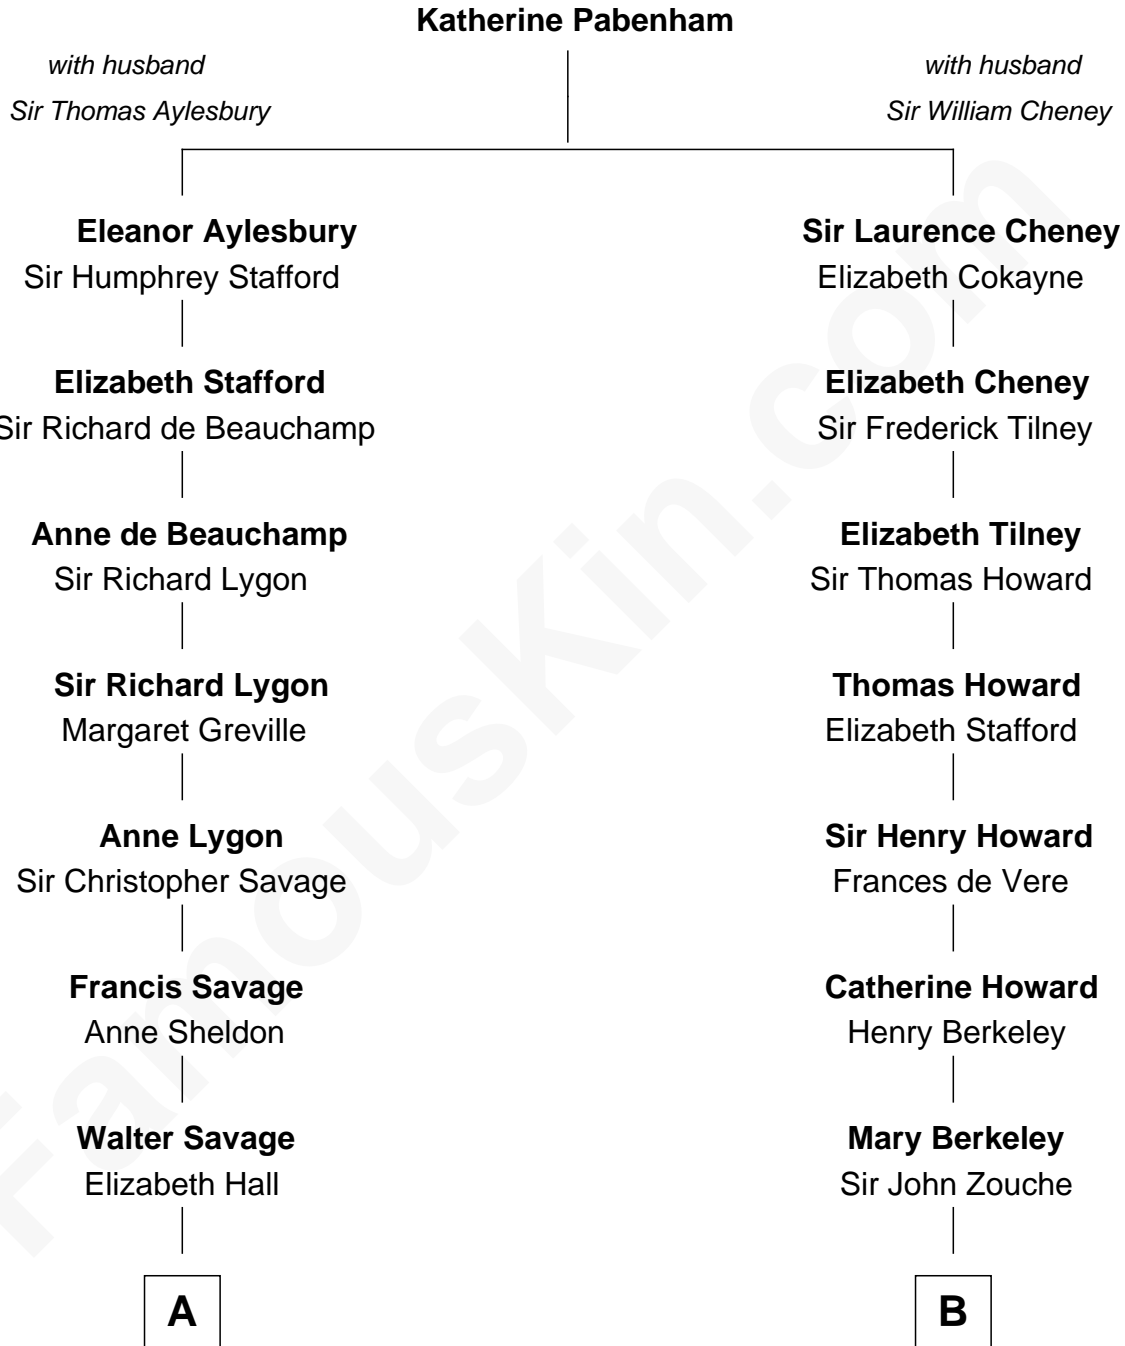 Katherine Pabenham
with husband
Sir Thomas Aylesbury
with husband
Sir William Cheney
Eleanor Aylesbury
Sir Humphrey Stafford
Sir Laurence Cheney
Elizabeth Cokayne
Elizabeth Stafford
Sir Richard de Beauchamp
Elizabeth Cheney
Sir Frederick Tilney
Anne de Beauchamp
Sir Richard Lygon
Elizabeth Tilney
Sir Thomas Howard
Sir Richard Lygon
Margaret Greville
Thomas Howard
Elizabeth Stafford
Anne Lygon
Sir Christopher Savage
Sir Henry Howard
Frances de Vere
Francis Savage
Anne Sheldon
Catherine Howard
Henry Berkeley
Walter Savage
Elizabeth Hall
Mary Berkeley
Sir John Zouche
A
B
FamousKin.com